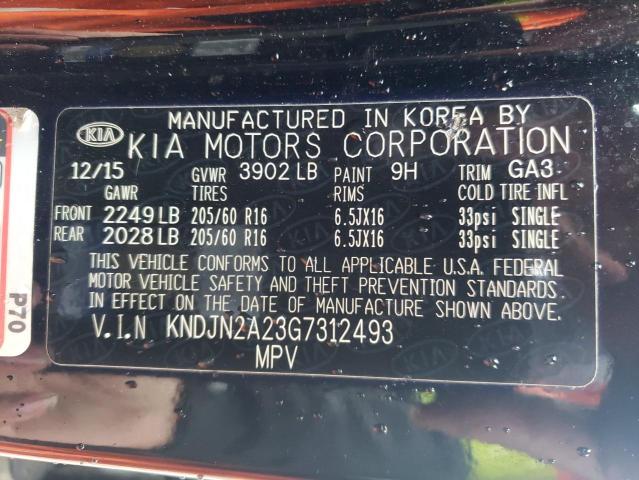 MANUFACTURED IN KOREA BY
KIA KIA MOTORS CORPORATION
12/15 GVWR 3902 LB PAINT 9H TRIM GA3
GAWR TIRES RIMS COLD TIRE INFL
FRONT 2249 LB 205/60 R16 6.5JX16 33psi SINGLE
REAR 2028 LB 205/60 R16 6.5JX16 33psi SINGLE
THIS VEHICLE CONFORMS TO ALL APPLICABLE U.S.A. FEDERAL
MOTOR VEHICLE SAFETY AND THEFT PREVENTION STANDARDS
IN EFFECT ON THE DATE OF MANUFACTURE SHOWN ABOVE.
V.I.N KNDJN2A23G7312493
MPV
P70